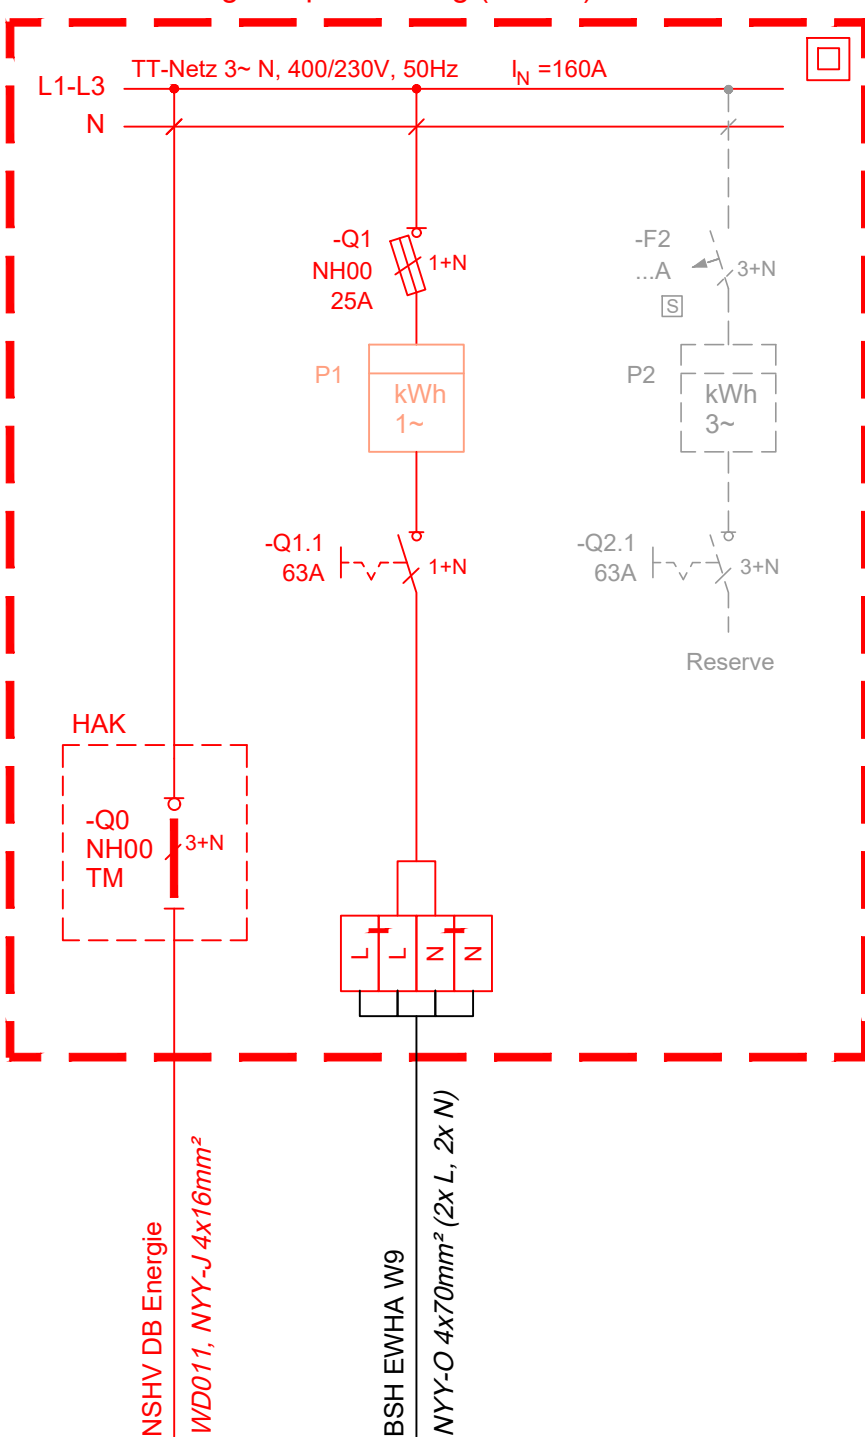 TT-Netz 3~ N, 400/230V, 50Hz
I_N =160A
L1-L3
N
-Q1
NH00
25A
1+N
-F2
...A
3+N
S
P1
kWh
1~
P2
kWh
3~
-Q1.1
63A
1+N
-Q2.1
63A
3+N
Reserve
HAK
-Q0
NH00
TM
3+N
L
L
N
N
NSHV DB Energie
WD011, NYY-J 4x16mm²
BSH EWHA W9
NYY-O 4x70mm² (2x L, 2x N)